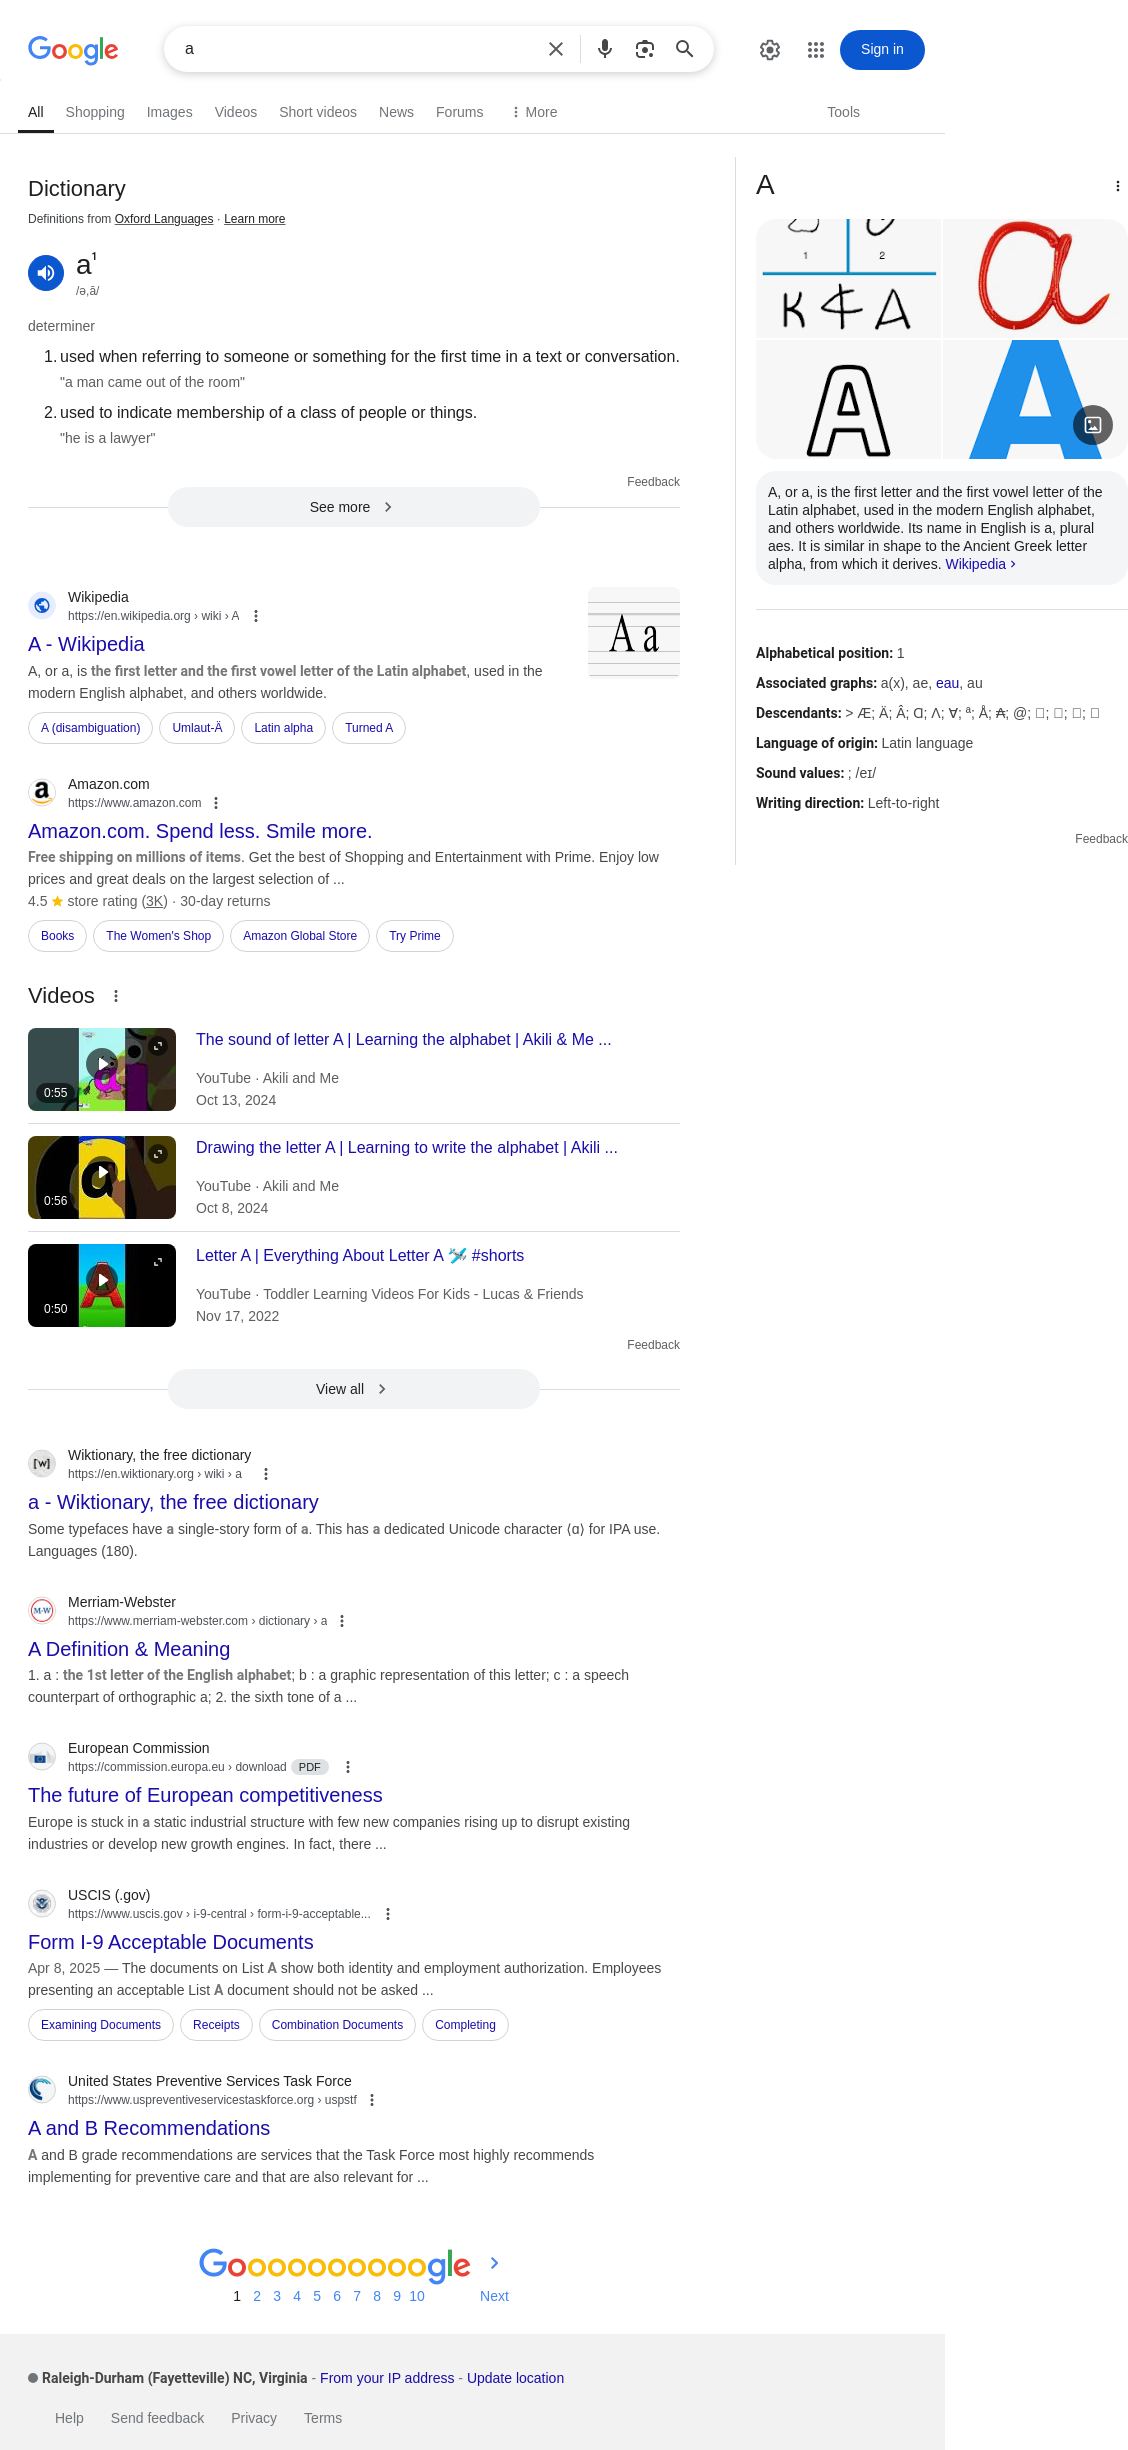 Google
a
Sign in
All
Shopping
Images
Videos
Short videos
News
Forums
More
Tools
Dictionary
Definitions from Oxford Languages · Learn more
a¹
/ə,ā/
determiner
1. used when referring to someone or something for the first time in a text or conversation.
"a man came out of the room"
2. used to indicate membership of a class of people or things.
"he is a lawyer"
Feedback
See more
Wikipedia
https://en.wikipedia.org › wiki › A
A - Wikipedia
A, or a, is the first letter and the first vowel letter of the Latin alphabet, used in the
modern English alphabet, and others worldwide.
Aa
A (disambiguation)
Umlaut-Ä
Latin alpha
Turned A
Amazon.com
https://www.amazon.com
Amazon.com. Spend less. Smile more.
Free shipping on millions of items. Get the best of Shopping and Entertainment with Prime. Enjoy low
prices and great deals on the largest selection of ...
4.5 ★ store rating (3K) · 30-day returns
Books
The Women's Shop
Amazon Global Store
Try Prime
Videos
0:55
The sound of letter A | Learning the alphabet | Akili & Me ...
YouTube · Akili and Me
Oct 13, 2024
0:56
Drawing the letter A | Learning to write the alphabet | Akili ...
YouTube · Akili and Me
Oct 8, 2024
0:50
Letter A | Everything About Letter A #shorts
YouTube · Toddler Learning Videos For Kids - Lucas & Friends
Nov 17, 2022
Feedback
View all
Wiktionary, the free dictionary
https://en.wiktionary.org › wiki › a
a - Wiktionary, the free dictionary
Some typefaces have a single-story form of a. This has a dedicated Unicode character ⟨ɑ⟩ for IPA use.
Languages (180).
Merriam-Webster
https://www.merriam-webster.com › dictionary › a
A Definition & Meaning
1. a : the 1st letter of the English alphabet; b : a graphic representation of this letter; c : a speech
counterpart of orthographic a; 2. the sixth tone of a ...
European Commission
https://commission.europa.eu › download PDF
The future of European competitiveness
Europe is stuck in a static industrial structure with few new companies rising up to disrupt existing
industries or develop new growth engines. In fact, there ...
USCIS (.gov)
https://www.uscis.gov › i-9-central › form-i-9-acceptable...
Form I-9 Acceptable Documents
Apr 8, 2025 — The documents on List A show both identity and employment authorization. Employees
presenting an acceptable List A document should not be asked ...
Examining Documents
Receipts
Combination Documents
Completing
United States Preventive Services Task Force
https://www.uspreventiveservicestaskforce.org › uspstf
A and B Recommendations
A and B grade recommendations are services that the Task Force most highly recommends
implementing for preventive care and that are also relevant for ...
A
1 2
К А
a
A
A
A, or a, is the first letter and the first vowel letter of the
Latin alphabet, used in the modern English alphabet,
and others worldwide. Its name in English is a, plural
aes. It is similar in shape to the Ancient Greek letter
alpha, from which it derives. Wikipedia
Alphabetical position: 1
Associated graphs: a(x), ae, eau, au
Descendants: > Æ; Ä; Â; Ɑ; Ʌ; Ɐ; ª; Å; ₳; @;
Language of origin: Latin language
Sound values: ; /eɪ/
Writing direction: Left-to-right
Feedback
Goooooooooogle
1 2 3 4 5 6 7 8 9 10 Next
Raleigh-Durham (Fayetteville) NC, Virginia - From your IP address - Update location
Help
Send feedback
Privacy
Terms